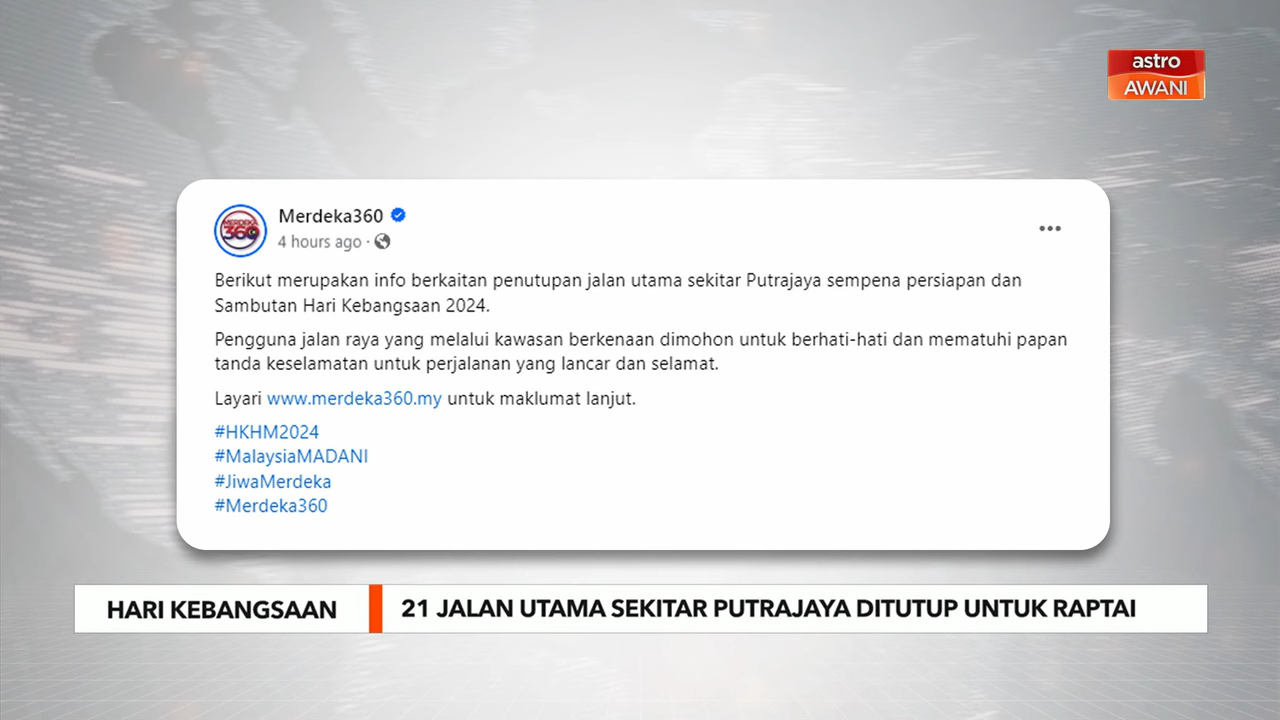 astro
AWANI
MERDEKA
360
Merdeka360
4 hours ago ·
Berikut merupakan info berkaitan penutupan jalan utama sekitar Putrajaya sempena persiapan dan
Sambutan Hari Kebangsaan 2024.
Pengguna jalan raya yang melalui kawasan berkenaan dimohon untuk berhati-hati dan mematuhi papan
tanda keselamatan untuk perjalanan yang lancar dan selamat.
Layari www.merdeka360.my untuk maklumat lanjut.
#HKHM2024
#MalaysiaMADANI
#JiwaMerdeka
#Merdeka360
HARI KEBANGSAAN
21 JALAN UTAMA SEKITAR PUTRAJAYA DITUTUP UNTUK RAPTAI